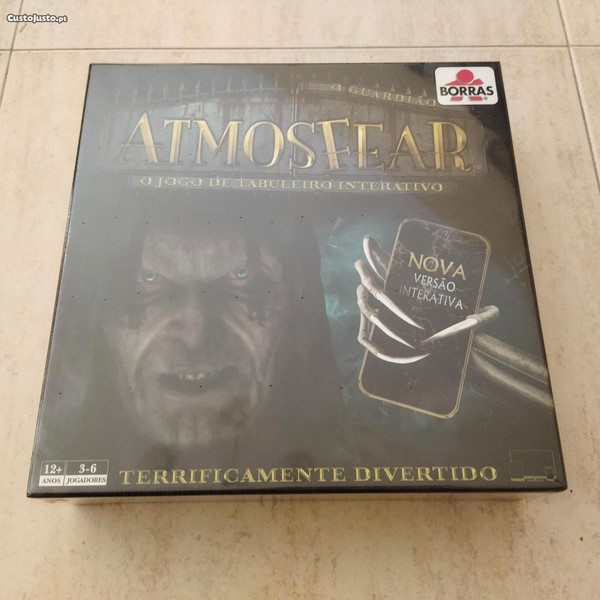 CustoJusto.pt
BORRAS
O GUARDIÃO
ATMOSFEAR
O JOGO DE TABULEIRO INTERATIVO
NOVA
VERSÃO
INTERATIVA
12+
ANOS
3-6
JOGADORES
TERRIFICAMENTE DIVERTIDO